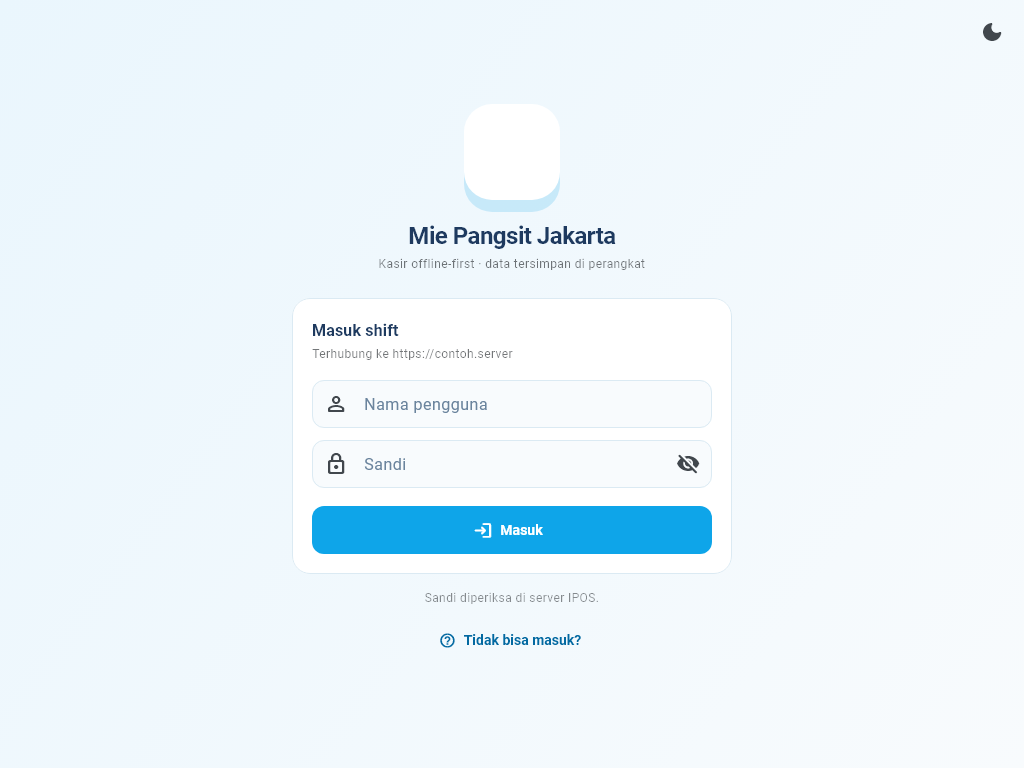 Mie Pangsit Jakarta
Kasir offline-first · data tersimpan di perangkat
Masuk shift
Terhubung ke https://contoh.server
Nama pengguna
Sandi
Masuk
Sandi diperiksa di server IPOS.
Tidak bisa masuk?